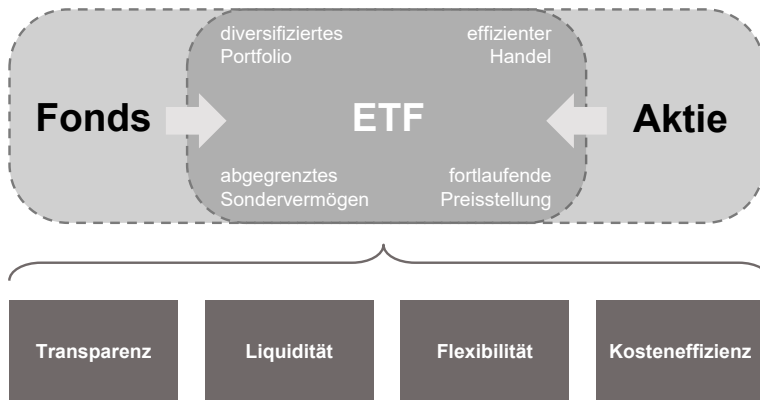 diversifiziertes
Portfolio
effizienter
Handel
Fonds
ETF
Aktie
abgegrenztes
Sondervermögen
fortlaufende
Preisstellung
Transparenz
Liquidität
Flexibilität
Kosteneffizienz